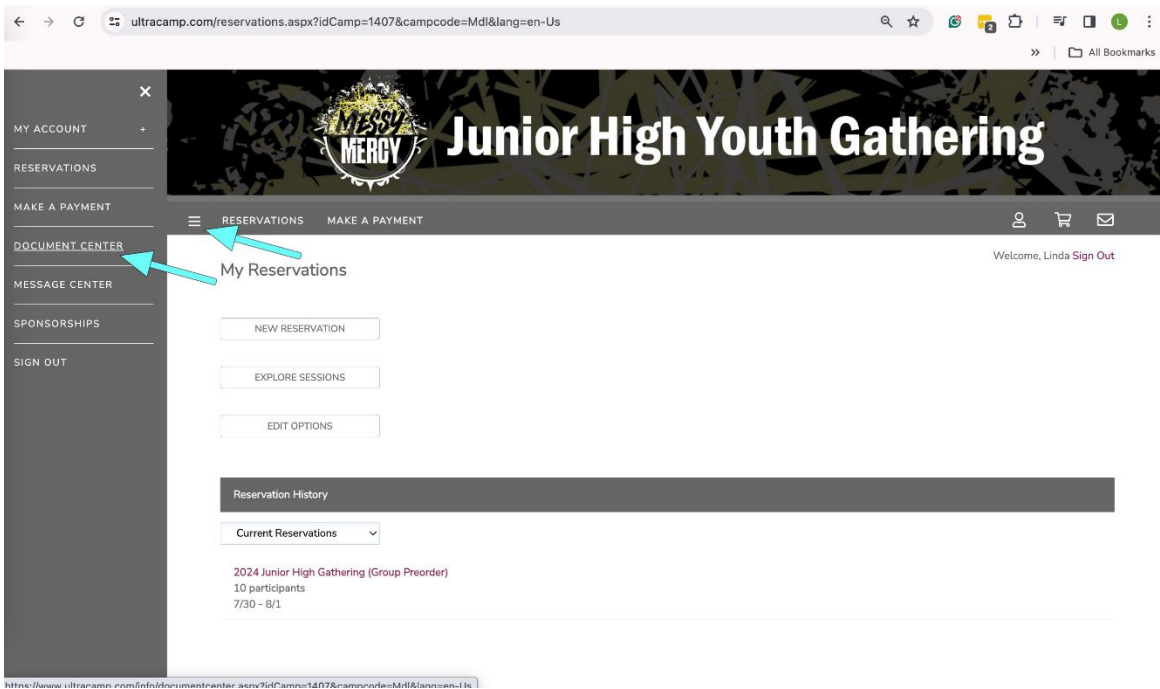 ultracamp.com/reservations.aspx?idCamp=1407&campcode=Mdl&lang=en-Us
2
L
» All Bookmarks
×
MY ACCOUNT +
RESERVATIONS
MAKE A PAYMENT
DOCUMENT CENTER
MESSAGE CENTER
SPONSORSHIPS
SIGN OUT
MESSY
MERCY
Junior High Youth Gathering
RESERVATIONS MAKE A PAYMENT
Welcome, Linda Sign Out
My Reservations
NEW RESERVATION
EXPLORE SESSIONS
EDIT OPTIONS
Reservation History
Current Reservations
2024 Junior High Gathering (Group Preorder)
10 participants
7/30 - 8/1
https://www.ultracamp.com/info/documentcenter.aspx?idCamp=1407&campcode=Mdl&lang=en-Us